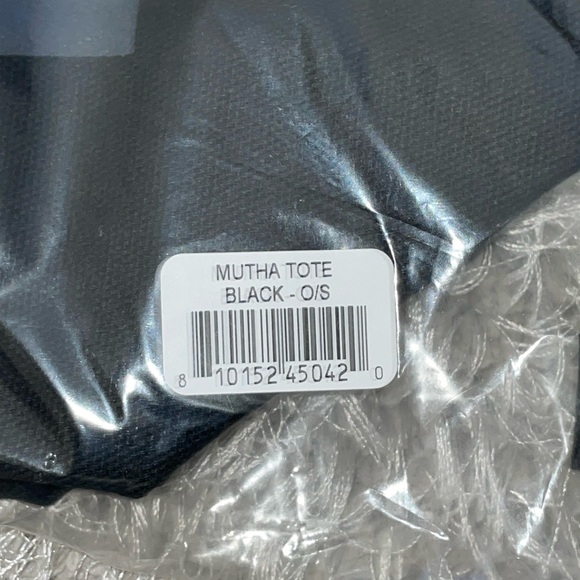 MUTHA TOTE
BLACK - O/S
8 10152 45042 0